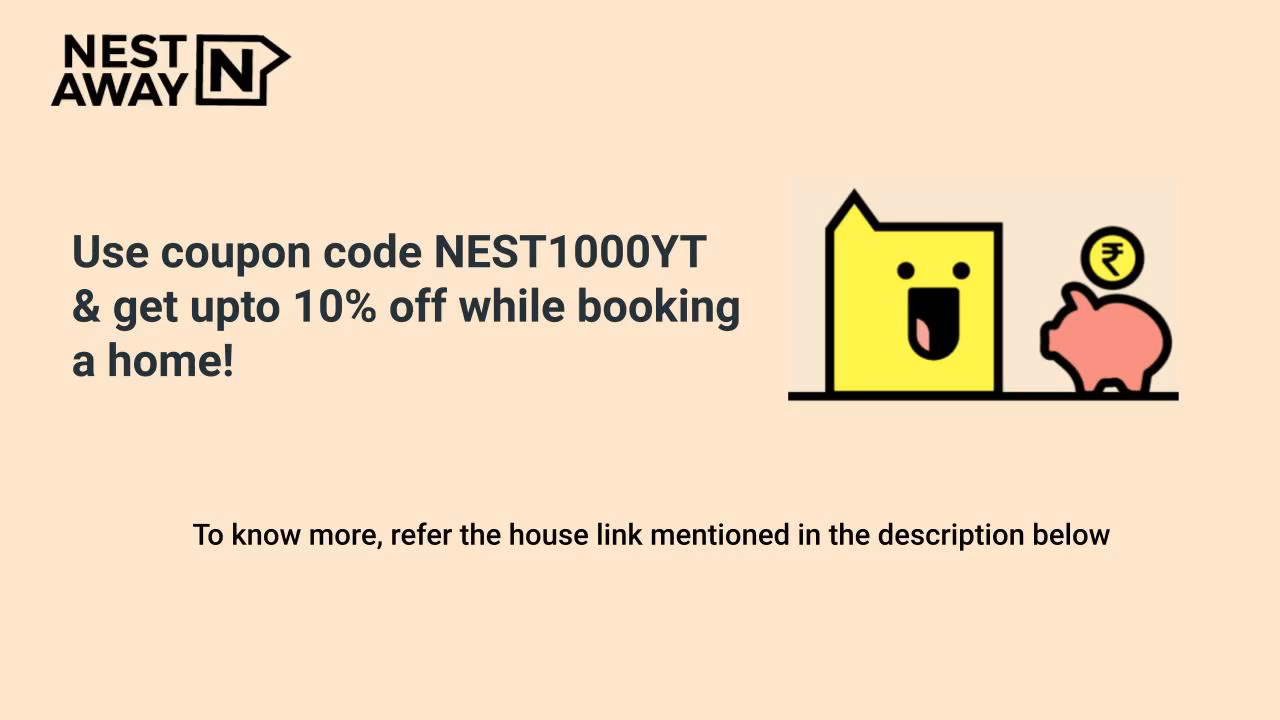 NEST
AWAY N
Use coupon code NEST1000YT
& get upto 10% off while booking
a home!
₹
To know more, refer the house link mentioned in the description below